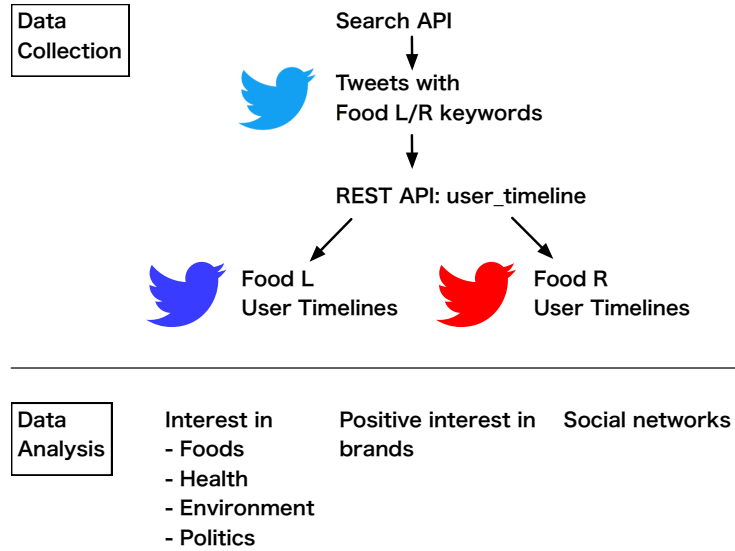 Data
Collection
Search API
Tweets with
Food L/R keywords
REST API: user_timeline
Food L
User Timelines
Food R
User Timelines
Data
Analysis
Interest in
- Foods
- Health
- Environment
- Politics
Positive interest in
brands
Social networks